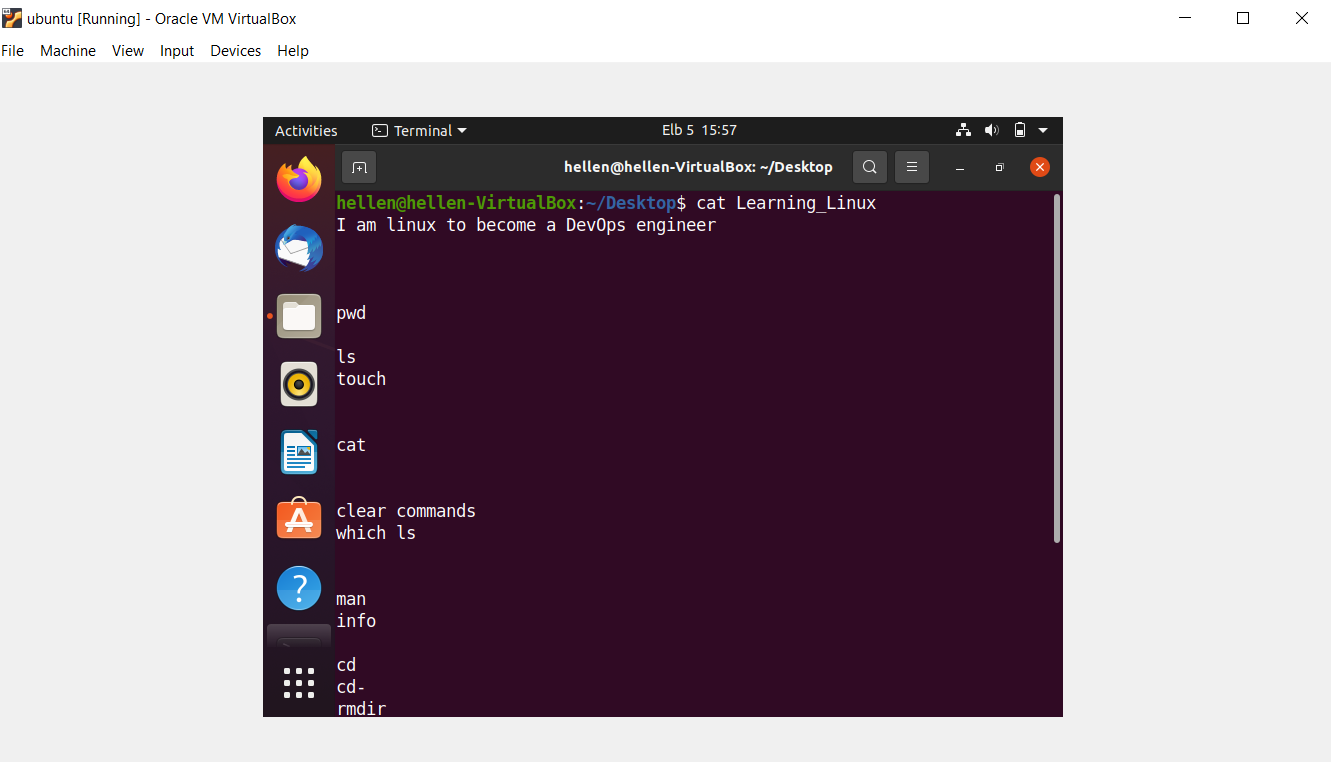 ubuntu [Running] - Oracle VM VirtualBox
File Machine View Input Devices Help
Activities Terminal Elb 5 15:57
hellen@hellen-VirtualBox: ~/Desktop
hellen@hellen-VirtualBox:~/Desktop$ cat Learning_Linux
I am linux to become a DevOps engineer
pwd
ls
touch
cat
clear commands
which ls
man
info
cd
cd-
rmdir